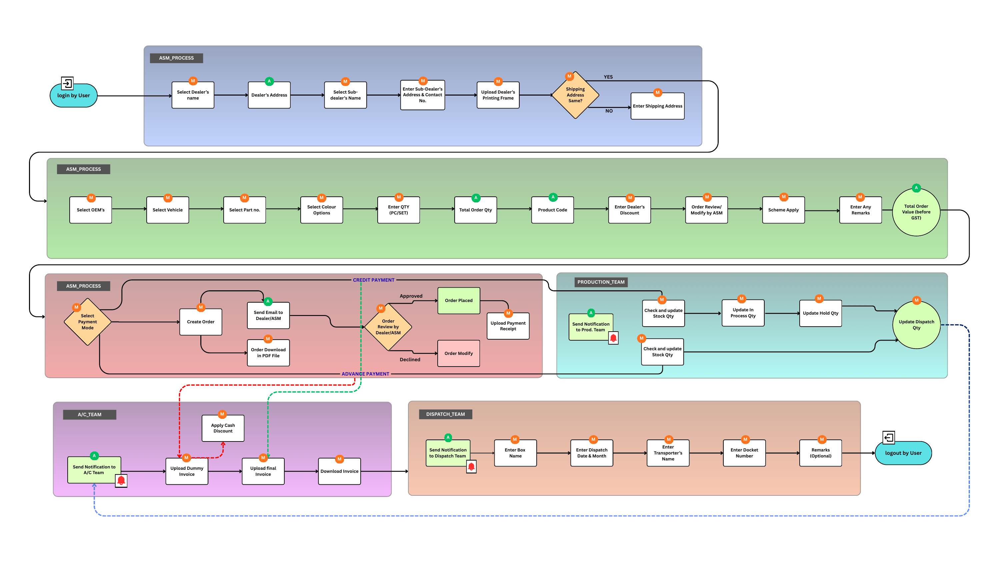 ASM_PROCESS
login by User
M
Select Dealer's
name
A
Dealer's Address
M
Select Sub-
dealer's Name
M
Enter Sub-Dealer's
Address & Contact
No.
M
Upload Dealer's
Printing Frame
M
Shipping
Address
Same?
YES
NO
M
Enter Shipping Address
ASM_PROCESS
M
Select OEM's
M
Select Vehicle
M
Select Part no.
M
Select Colour
Options
M
Enter QTY
(PC/SET)
A
Total Order Qty
A
Product Code
M
Enter Dealer's
Discount
M
Order Review/
Modify by ASM
M
Scheme Apply
M
Enter Any
Remarks
A
Total Order
Value (before
GST)
ASM_PROCESS
CREDIT PAYMENT
M
Select
Payment
Mode
M
Create Order
A
Send Email to
Dealer/ASM
M
Order Download
in PDF File
M
Order
Review by
Dealer/ASM
Approved
Order Placed
M
Upload Payment
Receipt
Declined
Order Modify
ADVANCE PAYMENT
PRODUCTION_TEAM
A
Send Notification
to Prod. Team
M
Check and update
Stock Qty
M
Update In
Process Qty
M
Update Hold Qty
M
Check and update
Stock Qty
M
Update Dispatch
Qty
A/C_TEAM
A
Send Notification to
A/C Team
M
Apply Cash
Discount
M
Upload Dummy
Invoice
M
Upload final
Invoice
M
Download Invoice
DISPATCH_TEAM
A
Send Notification
to Dispatch Team
M
Enter Box
Name
M
Enter Dispatch
Date & Month
M
Enter
Transporter's
Name
M
Enter Docket
Number
M
Remarks
(Optional)
logout by User